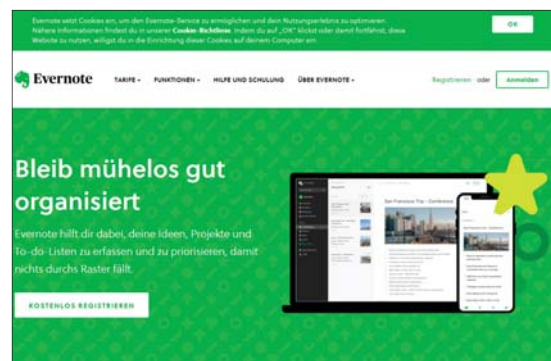 Evernote setzt Cookies ein, um den Evernote-Service zu ermöglichen und dein Nutzungserlebnis zu optimieren.
Nähere Informationen findest du in unserer Cookie-Richtlinie. Indem du auf „OK“ klickst oder damit fortfährst, diese
Website zu nutzen, willigst du in die Einrichtung dieser Cookies auf deinem Computer ein.
OK
Evernote TARIFE FUNKTIONEN HILFE UND SCHULUNG ÜBER EVERNOTE Registrieren oder Anmelden
Bleib mühelos gut
organisiert
Evernote hilft dir dabei, deine Ideen, Projekte und
To-do-Listen zu erfassen und zu priorisieren, damit
nichts durchs Raster fällt.
KOSTENLOS REGISTRIEREN
San Francisco Trip - Conference